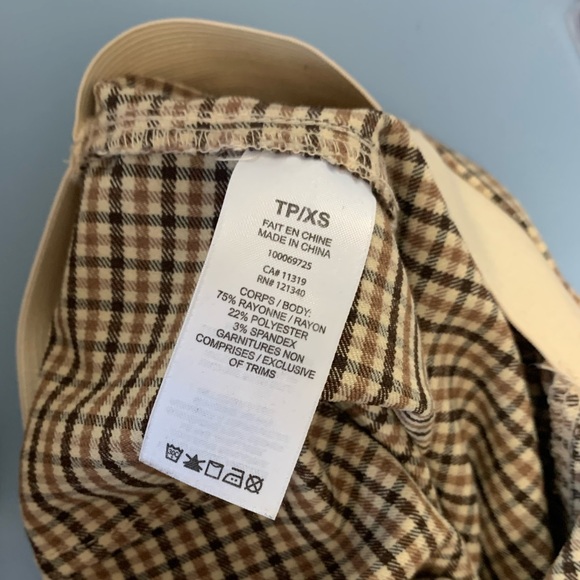 TP/XS
FAIT EN CHINE
MADE IN CHINA
100069725
CA# 11319
RN# 121340
CORPS / BODY:
75% RAYONNE / RAYON
22% POLYESTER
3% SPANDEX
GARNITURES NON
COMPRISES / EXCLUSIVE
OF TRIMS